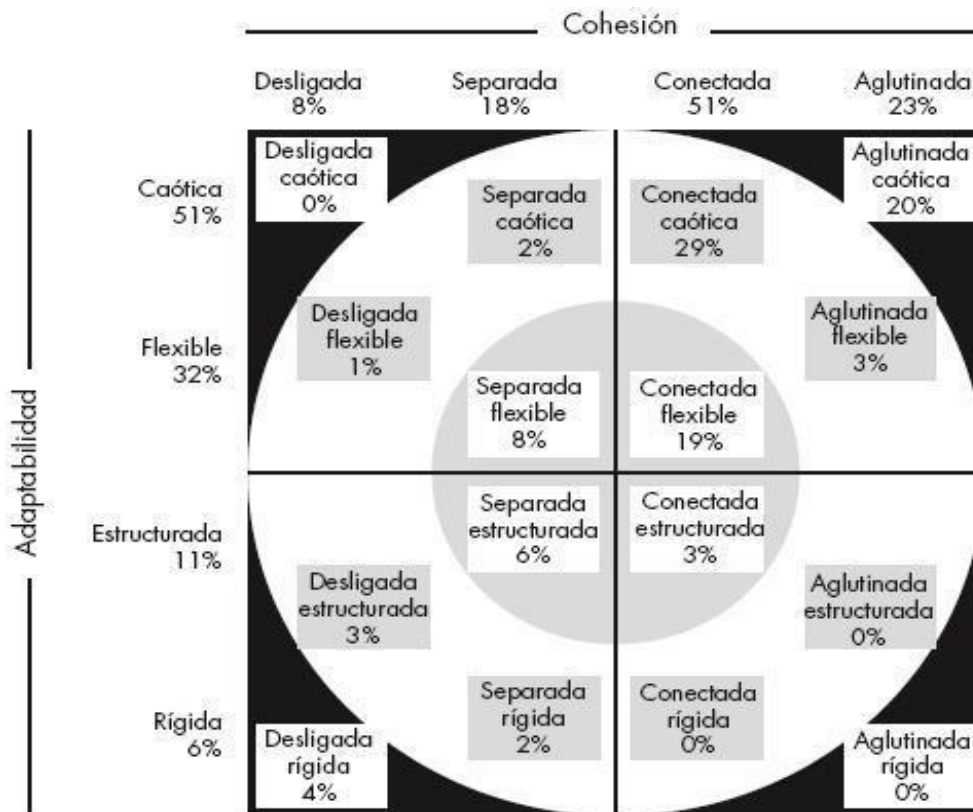 Cohesión
Desligada
8%
Separada
18%
Conectada
51%
Aglutinada
23%
Adaptabilidad
Caótica
51%
Desligada
caótica
0%
Separada
caótica
2%
Conectada
caótica
29%
Aglutinada
caótica
20%
Flexible
32%
Desligada
flexible
1%
Separada
flexible
8%
Conectada
flexible
19%
Aglutinada
flexible
3%
Estructurada
11%
Desligada
estructurada
3%
Separada
estructurada
6%
Conectada
estructurada
3%
Aglutinada
estructurada
0%
Rígida
6%
Desligada
rígida
4%
Separada
rígida
2%
Conectada
rígida
0%
Aglutinada
rígida
0%